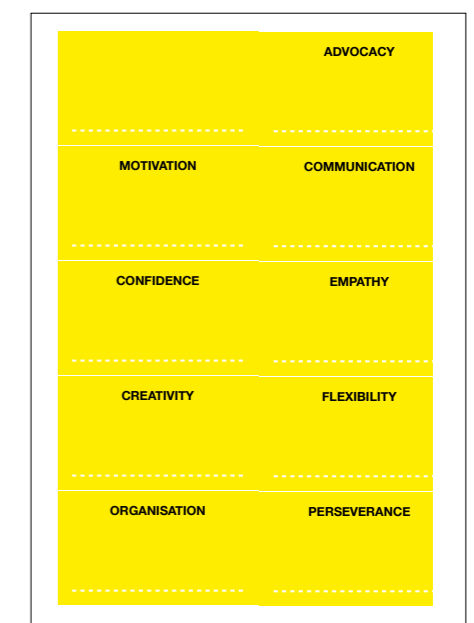 ADVOCACY
MOTIVATION
COMMUNICATION
CONFIDENCE
EMPATHY
CREATIVITY
FLEXIBILITY
ORGANISATION
PERSEVERANCE